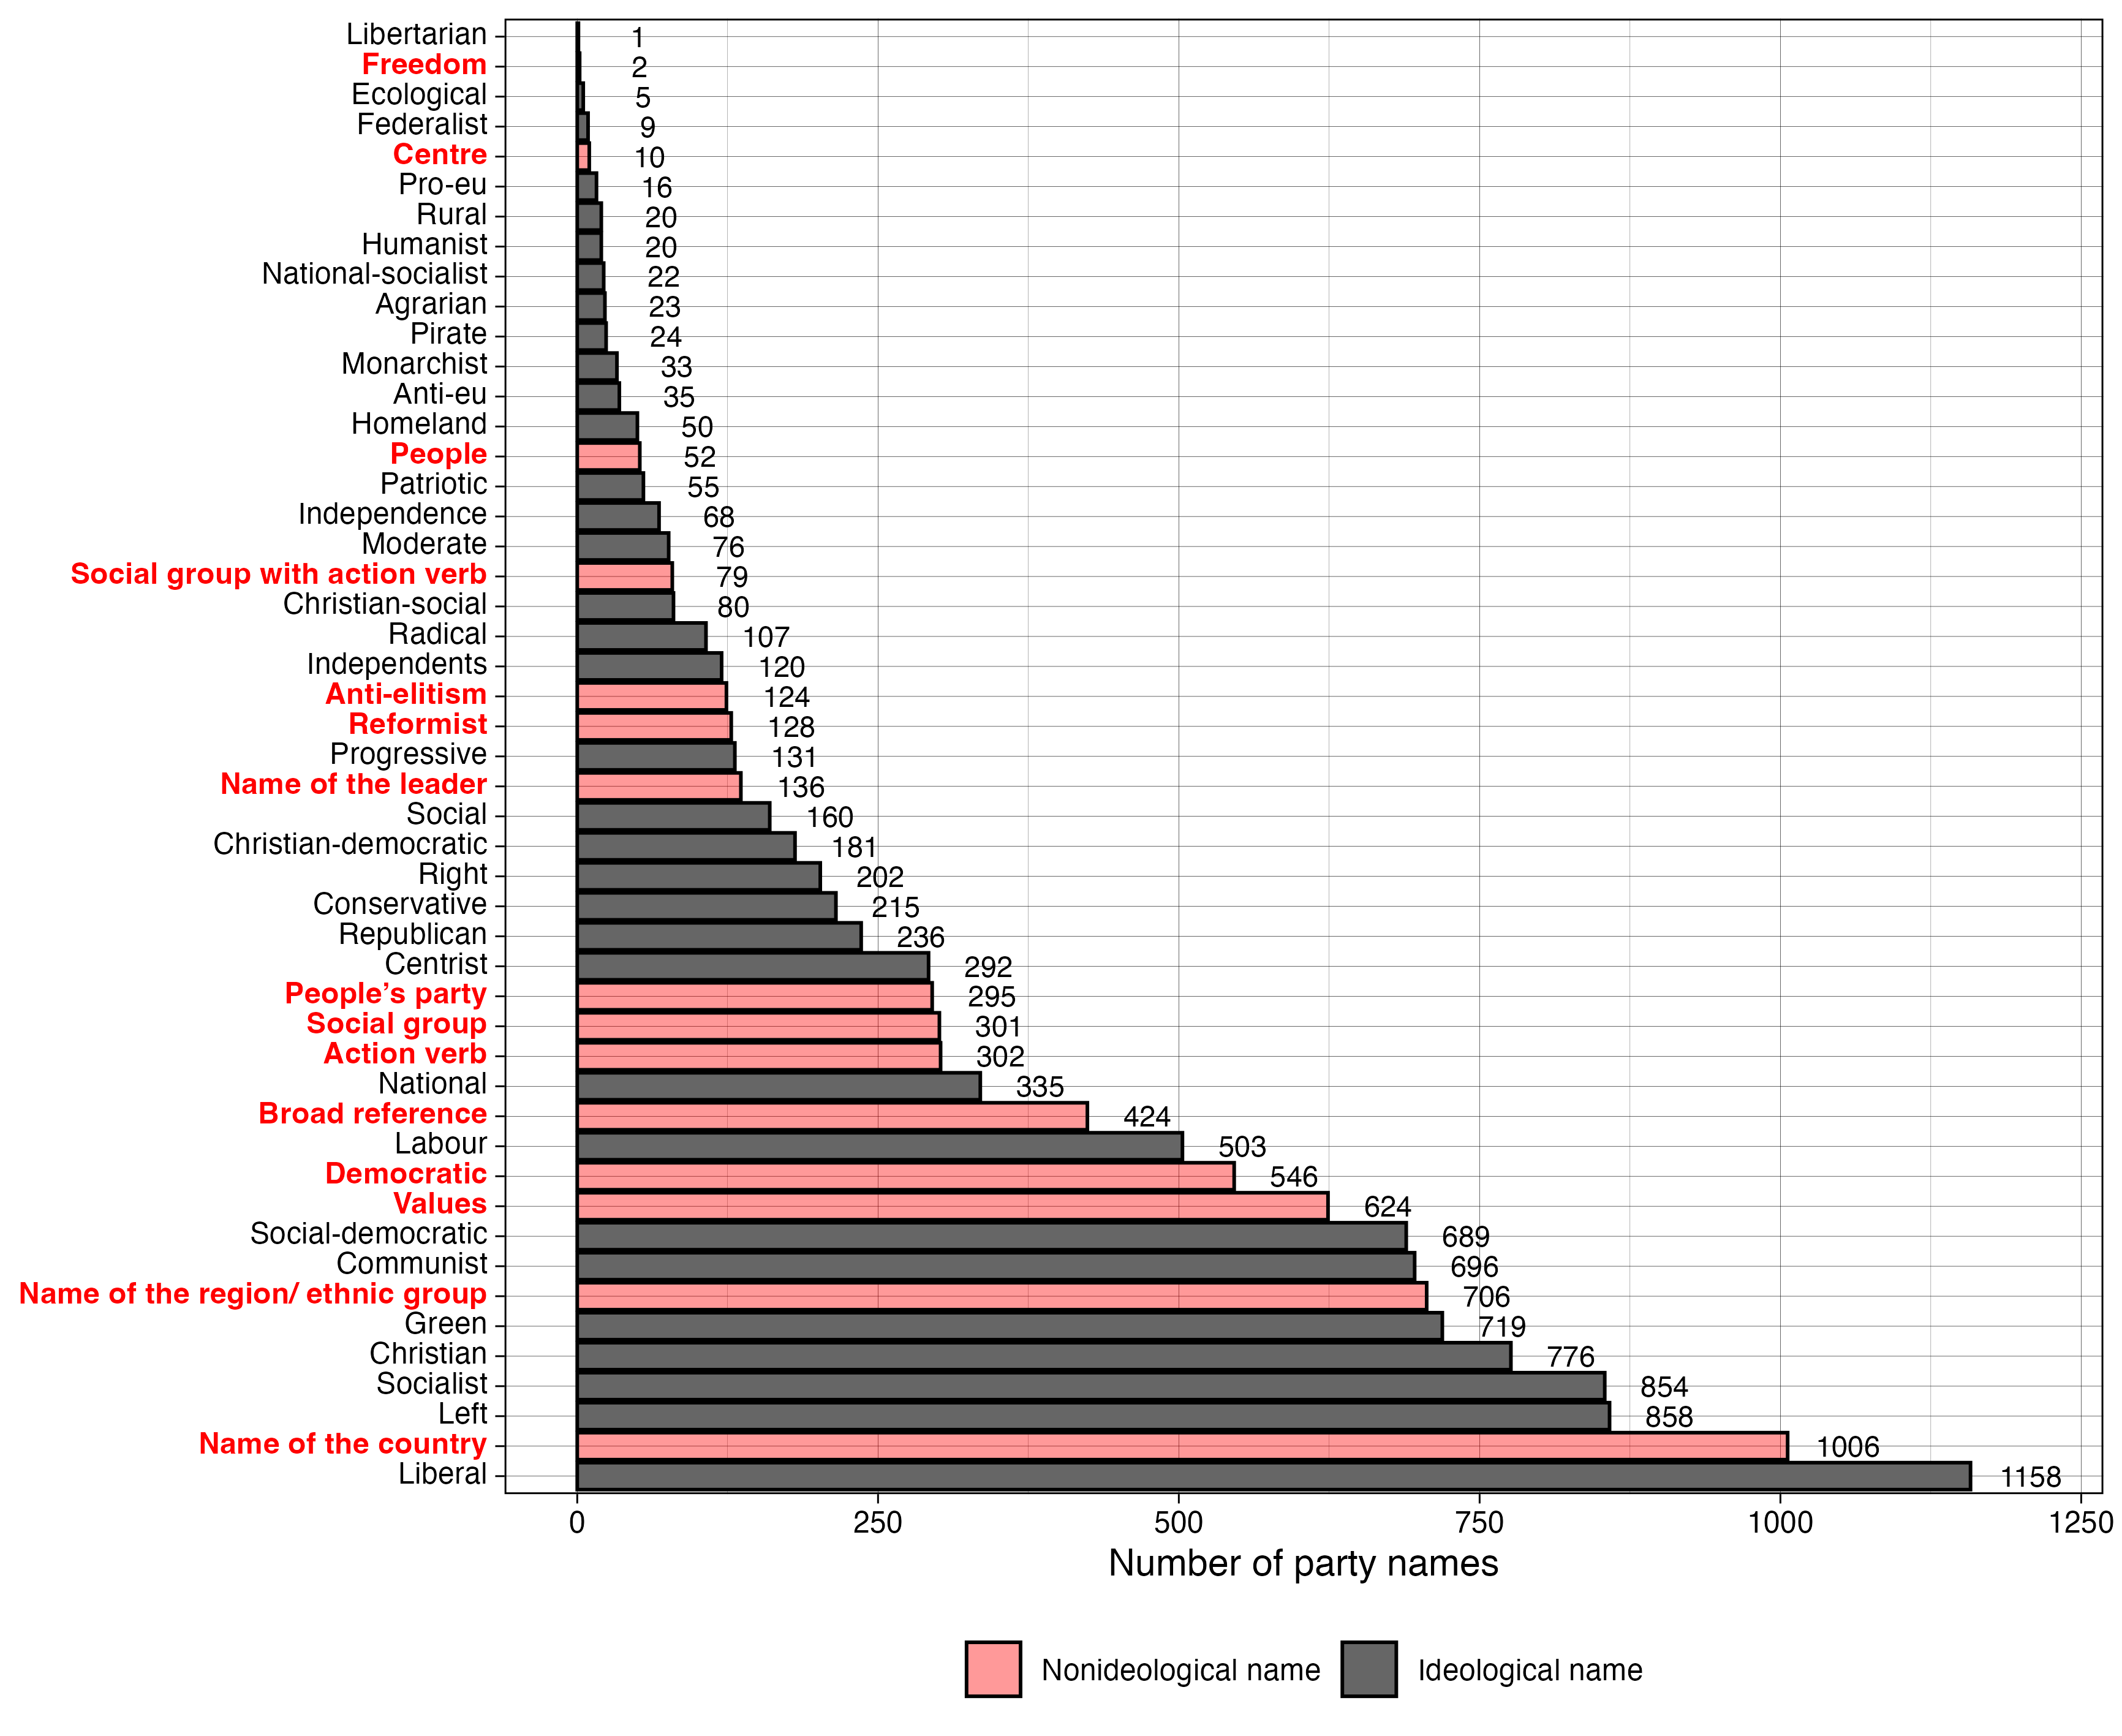 Libertarian 1
Freedom 2
Ecological 5
Federalist 9
Centre 10
Pro-eu 16
Rural 20
Humanist 20
National-socialist 22
Agrarian 23
Pirate 24
Monarchist 33
Anti-eu 35
Homeland 50
People 52
Patriotic 55
Independence 68
Moderate 76
Social group with action verb 79
Christian-social 80
Radical 107
Independents 120
Anti-elitism 124
Reformist 128
Progressive 131
Name of the leader 136
Social 160
Christian-democratic 181
Right 202
Conservative 215
Republican 236
Centrist 292
People’s party 295
Social group 301
Action verb 302
National 335
Broad reference 424
Labour 503
Democratic 546
Values 624
Social-democratic 689
Communist 696
Name of the region/ ethnic group 706
Green 719
Christian 776
Socialist 854
Left 858
Name of the country 1006
Liberal 1158
0 250 500 750 1000 1250
Number of party names
Nonideological name Ideological name